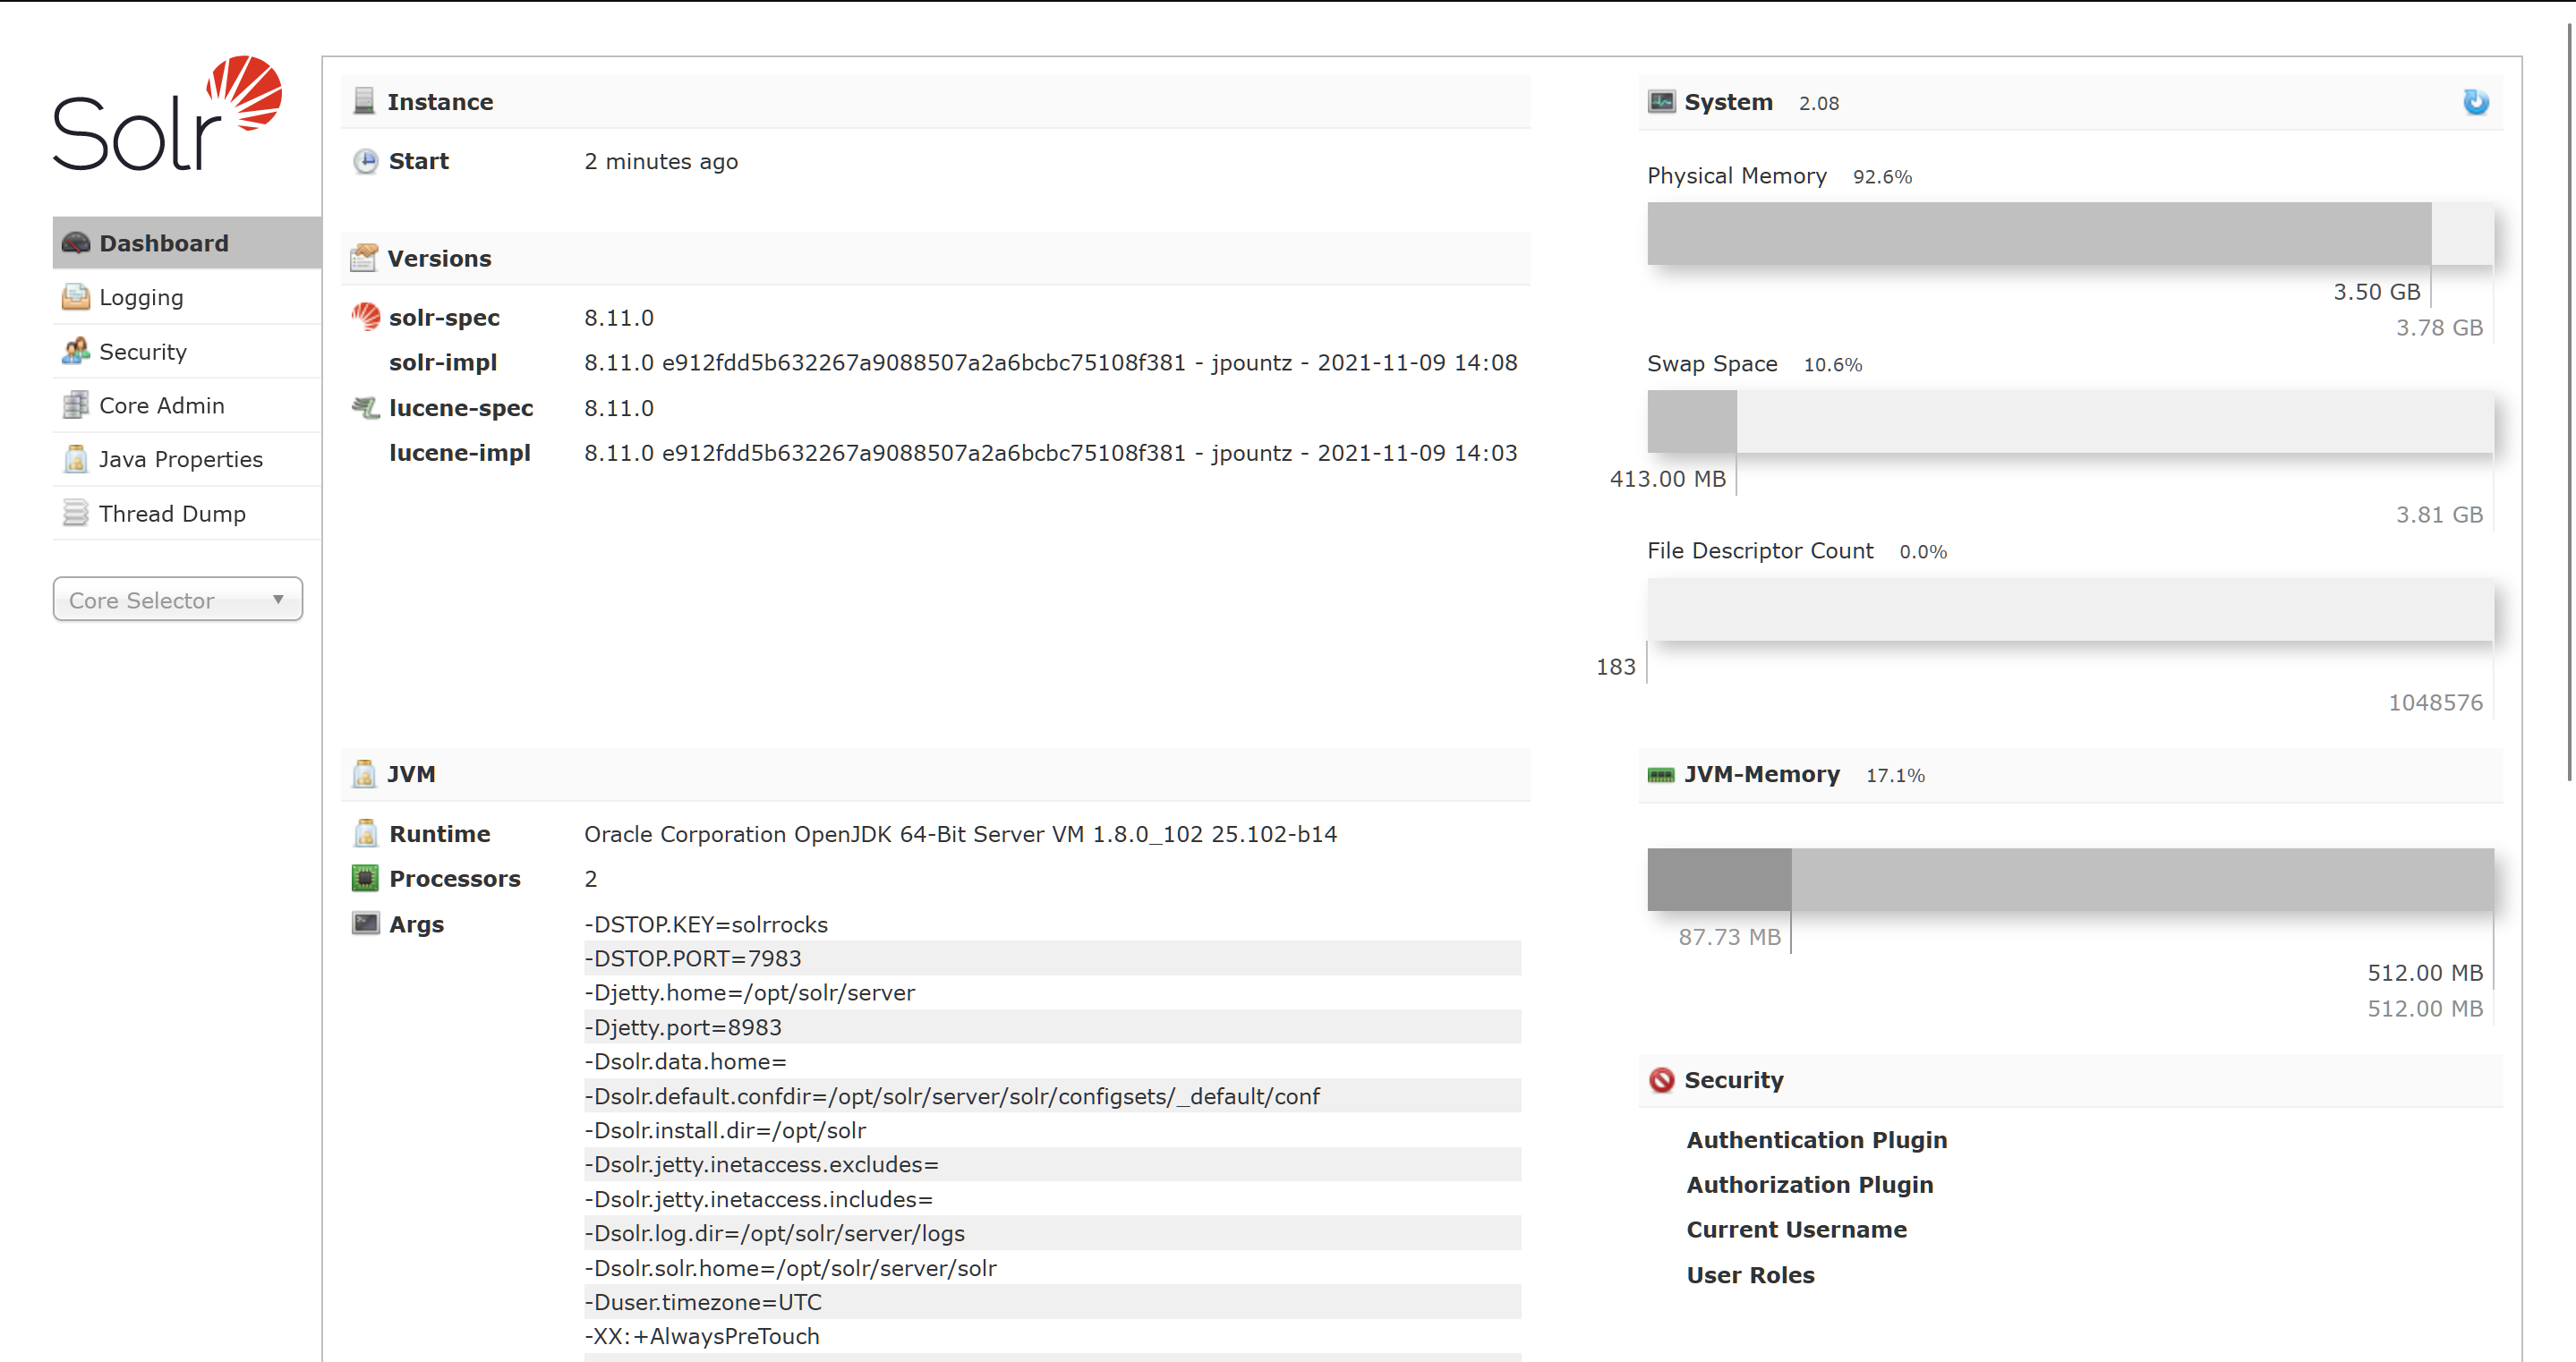 Solr
Dashboard
Logging
Security
Core Admin
Java Properties
Thread Dump
Core Selector
Instance
Start 2 minutes ago
Versions
solr-spec 8.11.0
solr-impl 8.11.0 e912fdd5b632267a9088507a2a6bcbc75108f381 - jpountz - 2021-11-09 14:08
lucene-spec 8.11.0
lucene-impl 8.11.0 e912fdd5b632267a9088507a2a6bcbc75108f381 - jpountz - 2021-11-09 14:03
JVM
Runtime Oracle Corporation OpenJDK 64-Bit Server VM 1.8.0_102 25.102-b14
Processors 2
Args -DSTOP.KEY=solrrocks
-DSTOP.PORT=7983
-Djetty.home=/opt/solr/server
-Djetty.port=8983
-Dsolr.data.home=
-Dsolr.default.confdir=/opt/solr/server/solr/configsets/_default/conf
-Dsolr.install.dir=/opt/solr
-Dsolr.jetty.inetaccess.excludes=
-Dsolr.jetty.inetaccess.includes=
-Dsolr.log.dir=/opt/solr/server/logs
-Dsolr.solr.home=/opt/solr/server/solr
-Duser.timezone=UTC
-XX:+AlwaysPreTouch
System 2.08
Physical Memory 92.6%
3.50 GB
3.78 GB
Swap Space 10.6%
413.00 MB
3.81 GB
File Descriptor Count 0.0%
183
1048576
JVM-Memory 17.1%
87.73 MB
512.00 MB
512.00 MB
Security
Authentication Plugin
Authorization Plugin
Current Username
User Roles